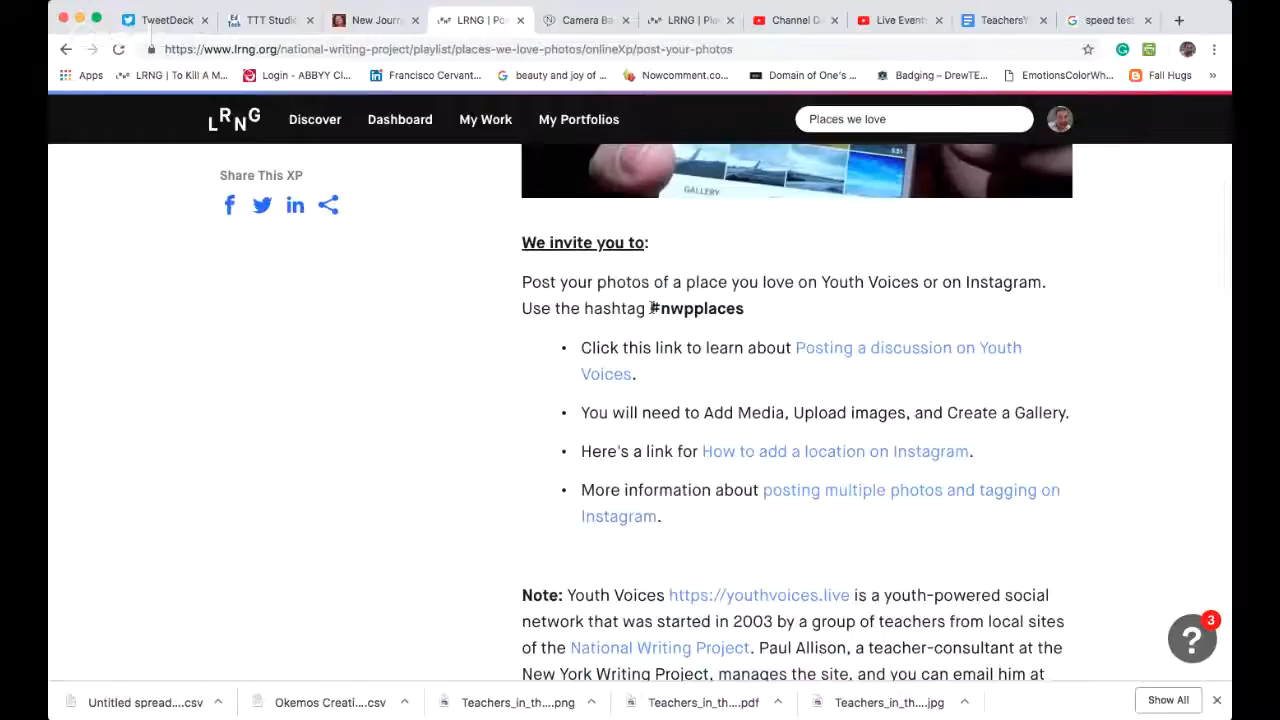 TweetDeck
TTT Studi
New Journ
LRNG | Po
Camera Ba
LRNG | Pl
Channel D
Live Event
TeachersY
speed test
https://www.lrng.org/national-writing-project/playlist/places-we-love-photos/onlineXp/post-your-photos
Apps
LRNG | To Kill A M...
Login - ABBYY Cl...
Francisco Cervant...
beauty and joy of ...
Nowcomment.co...
Domain of One's ...
Badging – DrewTE...
EmotionsColorWh...
Fall Hugs
LRNG
Discover
Dashboard
My Work
My Portfolios
Places we love
Share This XP
GALLERY
We invite you to:
Post your photos of a place you love on Youth Voices or on Instagram.
Use the hashtag #nwpplaces
• Click this link to learn about Posting a discussion on Youth
Voices.
• You will need to Add Media, Upload images, and Create a Gallery.
• Here's a link for How to add a location on Instagram.
• More information about posting multiple photos and tagging on
Instagram.
Note: Youth Voices https://youthvoices.live is a youth-powered social
network that was started in 2003 by a group of teachers from local sites
of the National Writing Project. Paul Allison, a teacher-consultant at the
New York Writing Project, manages the site, and you can email him at
3
?
Untitled spread....csv
Okemos Creati....csv
Teachers_in_th....png
Teachers_in_th....pdf
Teachers_in_th....jpg
Show All